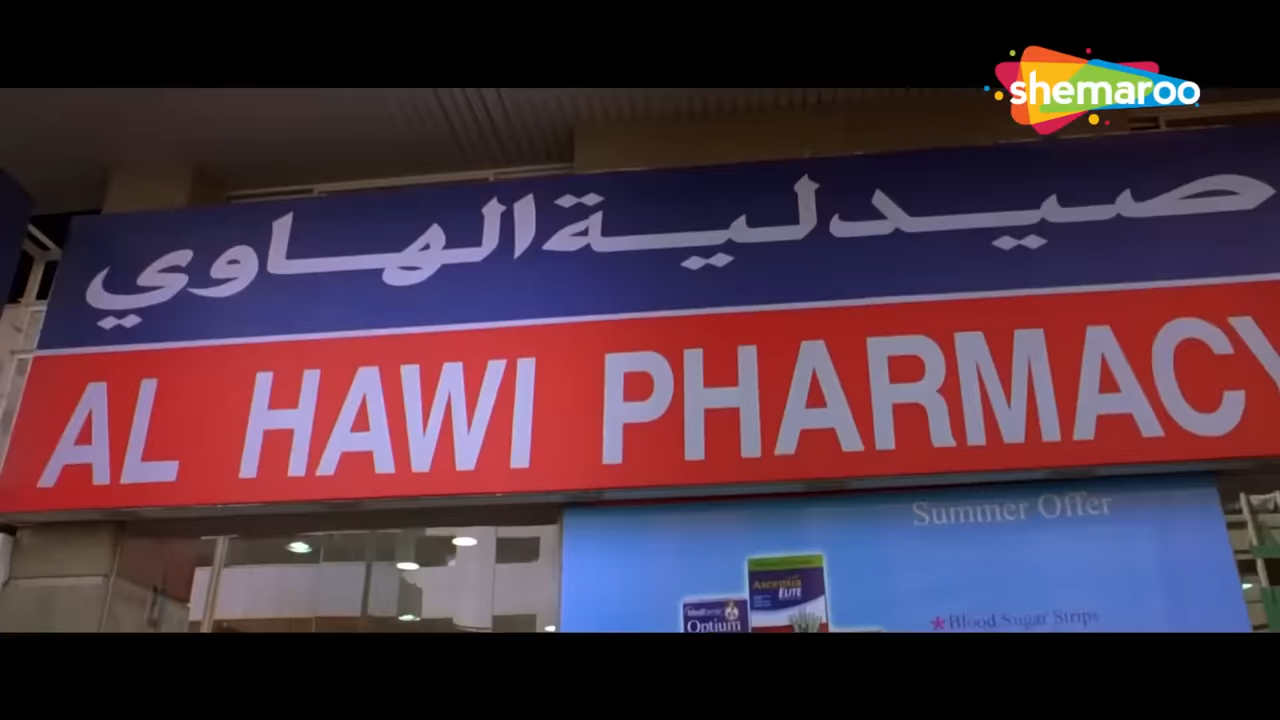 shemaroo
صيدلية الهاوي
AL HAWI PHARMACY
Summer Offer
Ascensia
ELITE
Optium
*Blood Sugar Strips